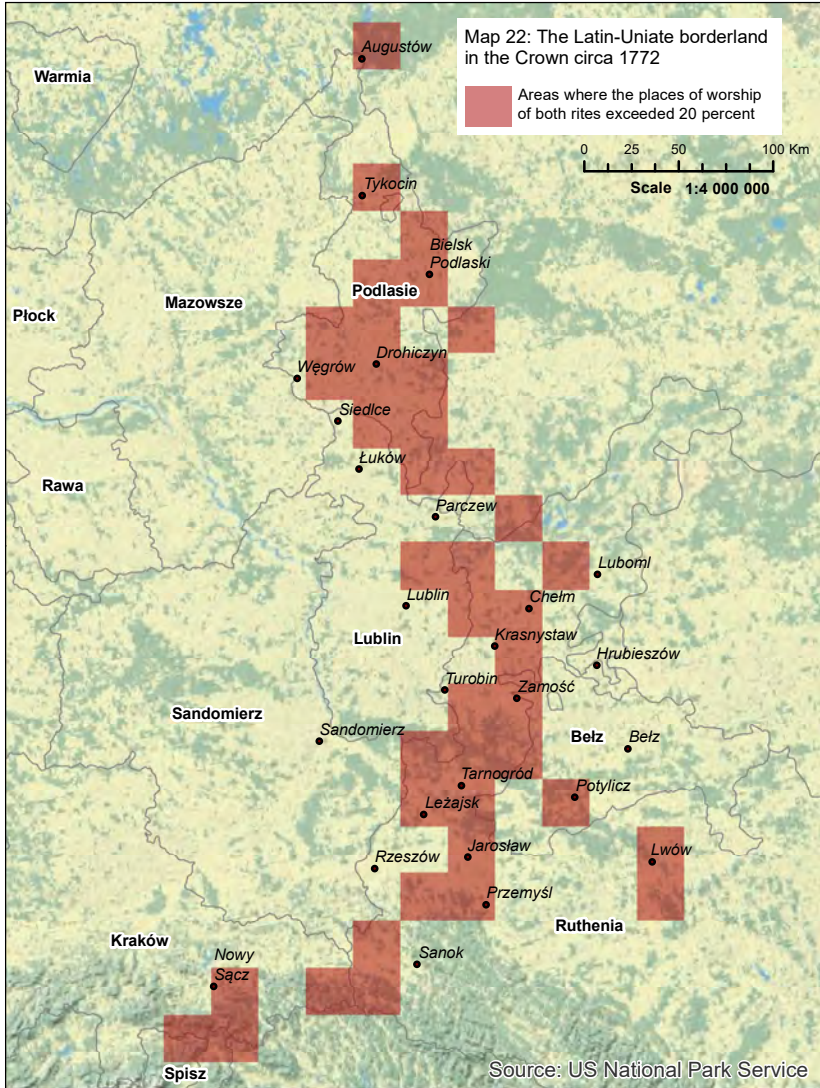 Map 22: The Latin-Uniate borderland
in the Crown circa 1772
Areas where the places of worship
of both rites exceeded 20 percent
0 25 50 100 Km
Scale 1:4 000 000
Augustów
Warmia
Tykocin
Bielsk
Podlaski
Podlasie
Mazowsze
Płock
Drohiczyn
Węgrów
Siedlce
Łuków
Rawa
Parczew
Luboml
Lublin
Chełm
Lublin
Krasnystaw
Hrubieszów
Turobin
Zamość
Sandomierz
Sandomierz
Bełz
Bełz
Tarnogród
Potylicz
Leżajsk
Jarosław
Lwów
Rzeszów
Przemyśl
Ruthenia
Kraków
Nowy
Sącz
Sanok
Spisz
Source: US National Park Service